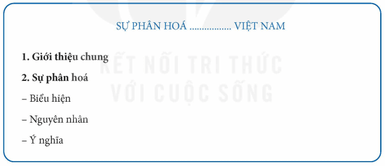 SỰ PHÂN HOÁ ................. VIỆT NAM
1. Giới thiệu chung
KẾT NỐI TRI THỨC
2. Sự phân hoá
VỚI CUỘC SỐNG
– Biểu hiện
– Nguyên nhân
– Ý nghĩa